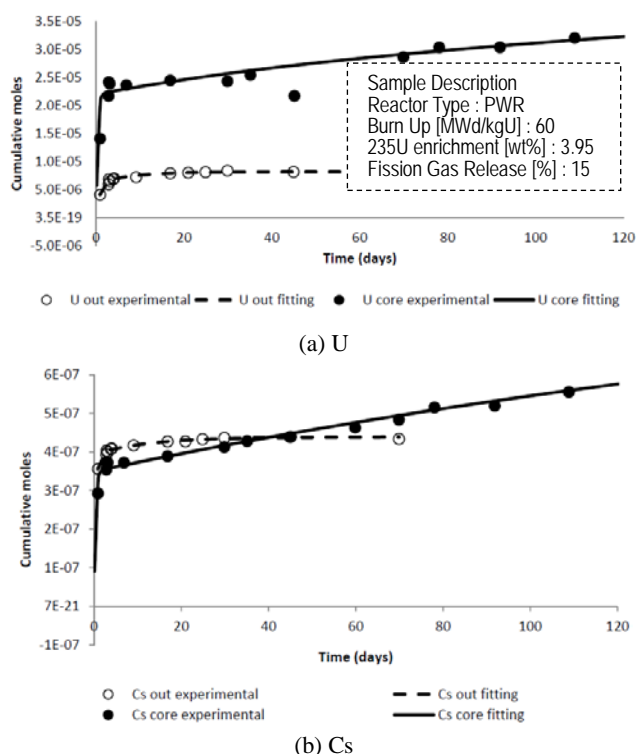 3.5E-05
3.0E-05
2.5E-05
2.0E-05
1.5E-05
1.0E-05
5.0E-06
3.5E-19
-5.0E-06
Cumulative moles
Sample Description
Reactor Type : PWR
Burn Up [MWd/kgU] : 60
235U enrichment [wt%] : 3.95
Fission Gas Release [%] : 15
0 20 40 60 80 100 120
Time (days)
U out experimental U out fitting U core experimental U core fitting
(a) U
6E-07
5E-07
4E-07
3E-07
2E-07
1E-07
7E-21
-1E-07
Cumulative moles
0 20 40 60 80 100 120
Time (days)
Cs out experimental Cs out fitting
Cs core experimental Cs core fitting
(b) Cs